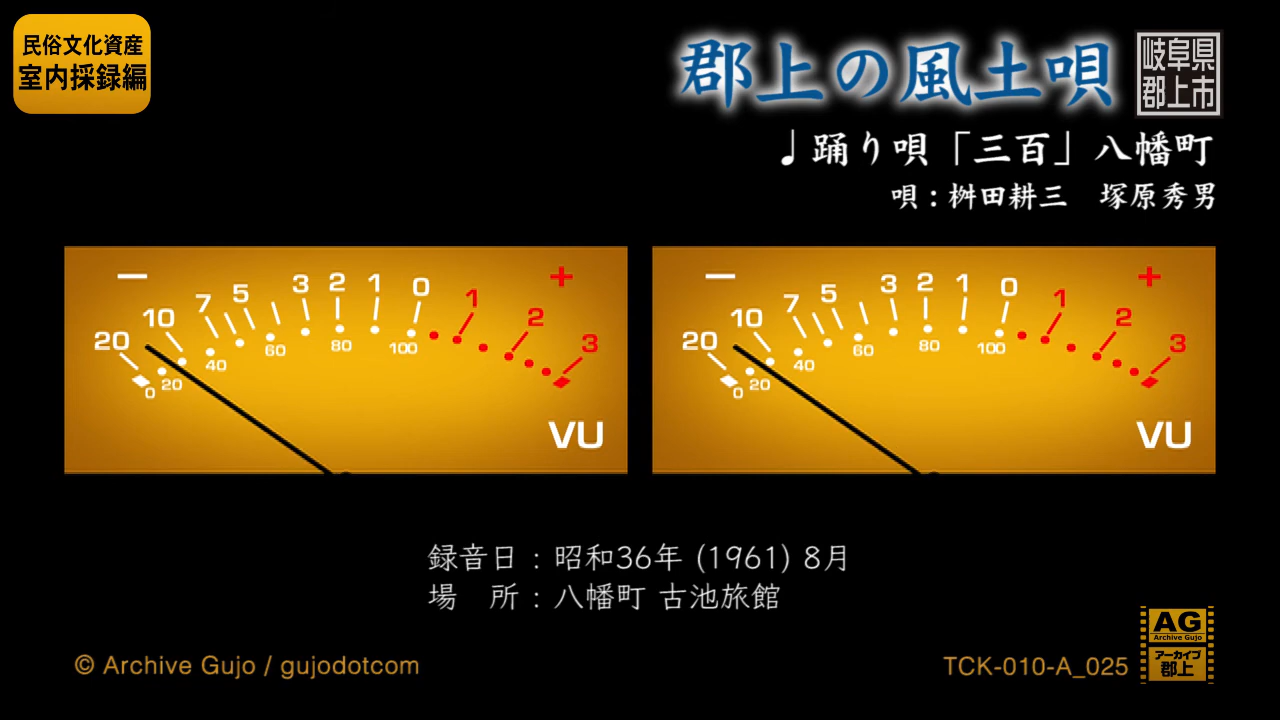 民俗文化資産
室内採録編
郡上の風土唄
岐阜県
郡上市
♩踊り唄「三百」八幡町
唄：桝田耕三　塚原秀男
− +
20 10 7 5 3 2 1 0 1 2 3
0 20 40 60 80 100
VU
− +
20 10 7 5 3 2 1 0 1 2 3
0 20 40 60 80 100
VU
録音日：昭和36年 (1961) 8月
場　所：八幡町 古池旅館
© Archive Gujo / gujodotcom
TCK-010-A_025
AG
Archive Gujo
アーカイブ
郡上